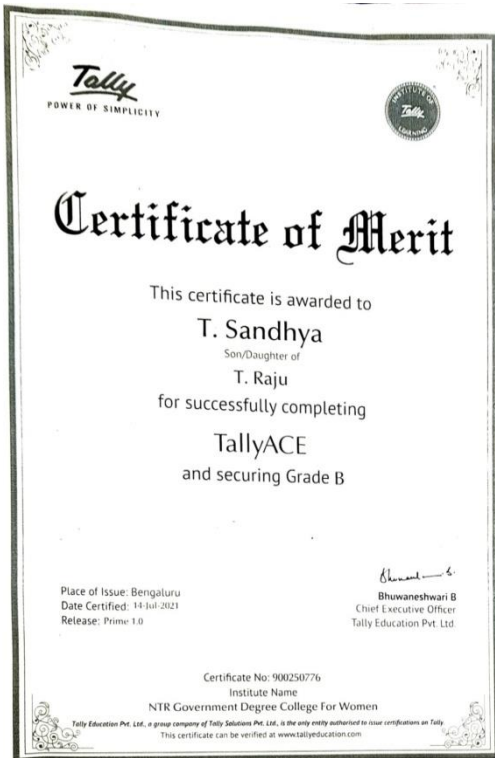 Tally
POWER OF SIMPLICITY
INSTITUTE OF
Tally
LEARNING
Certificate of Merit
This certificate is awarded to
T. Sandhya
Son/Daughter of
T. Raju
for successfully completing
TallyACE
and securing Grade B
Place of Issue: Bengaluru
Date Certified: 14-Jul-2021
Release: Prime 1.0
Bhuwaneshwari B
Chief Executive Officer
Tally Education Pvt. Ltd
Certificate No: 900250776
Institute Name
NTR Government Degree College For Women
Tally Education Pvt. Ltd., a group company of Tally Solutions Pvt. Ltd., is the only entity authorised to issue certifications on Tally.
This certificate can be verified at www.tallyeducation.com